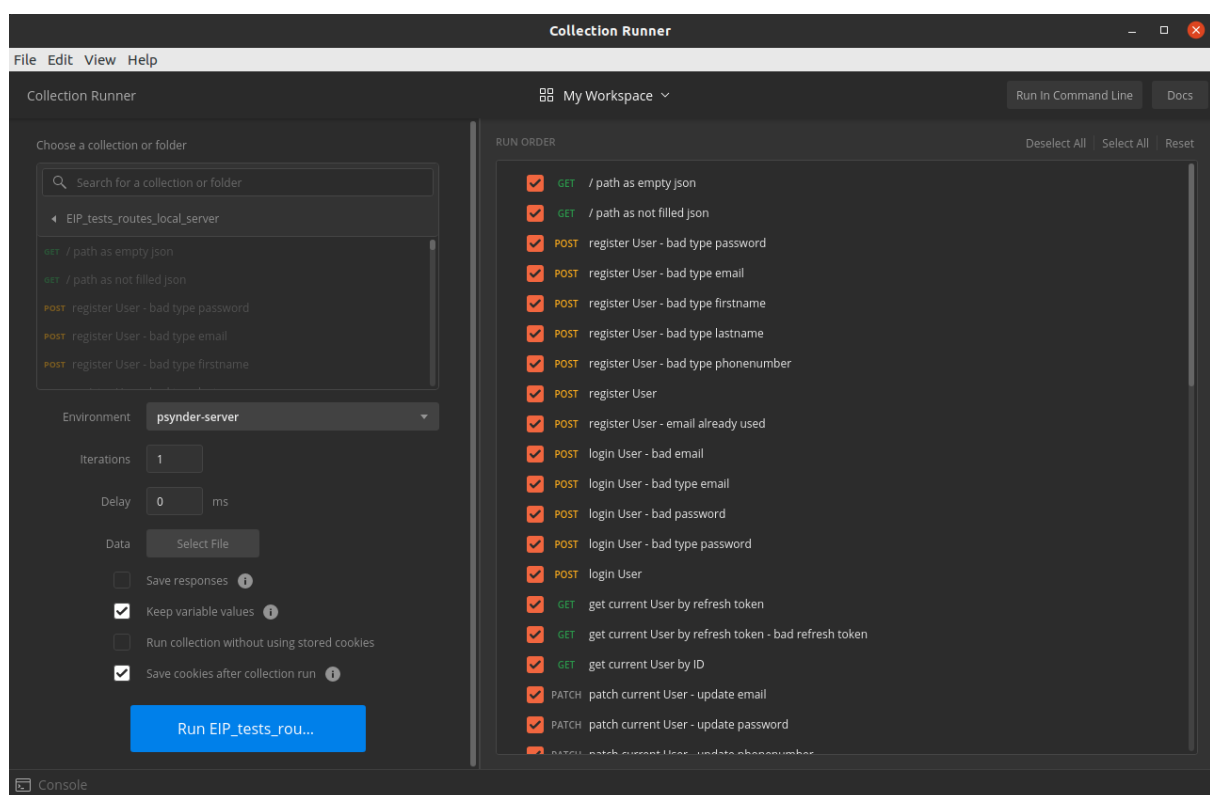 Collection Runner
File Edit View Help
Collection Runner
My Workspace
Run In Command Line
Docs
Choose a collection or folder
Search for a collection or folder
EIP_tests_routes_local_server
GET / path as empty json
GET / path as not filled json
POST register User - bad type password
POST register User - bad type email
POST register User - bad type firstname
Environment psynder-server
Iterations 1
Delay 0 ms
Data Select File
Save responses
Keep variable values
Run collection without using stored cookies
Save cookies after collection run
Run EIP_tests_rou...
RUN ORDER
Deselect All Select All Reset
GET / path as empty json
GET / path as not filled json
POST register User - bad type password
POST register User - bad type email
POST register User - bad type firstname
POST register User - bad type lastname
POST register User - bad type phonenumber
POST register User
POST register User - email already used
POST login User - bad email
POST login User - bad type email
POST login User - bad password
POST login User - bad type password
POST login User
GET get current User by refresh token
GET get current User by refresh token - bad refresh token
GET get current User by ID
PATCH patch current User - update email
PATCH patch current User - update password
PATCH patch current User - update phonenumber
Console